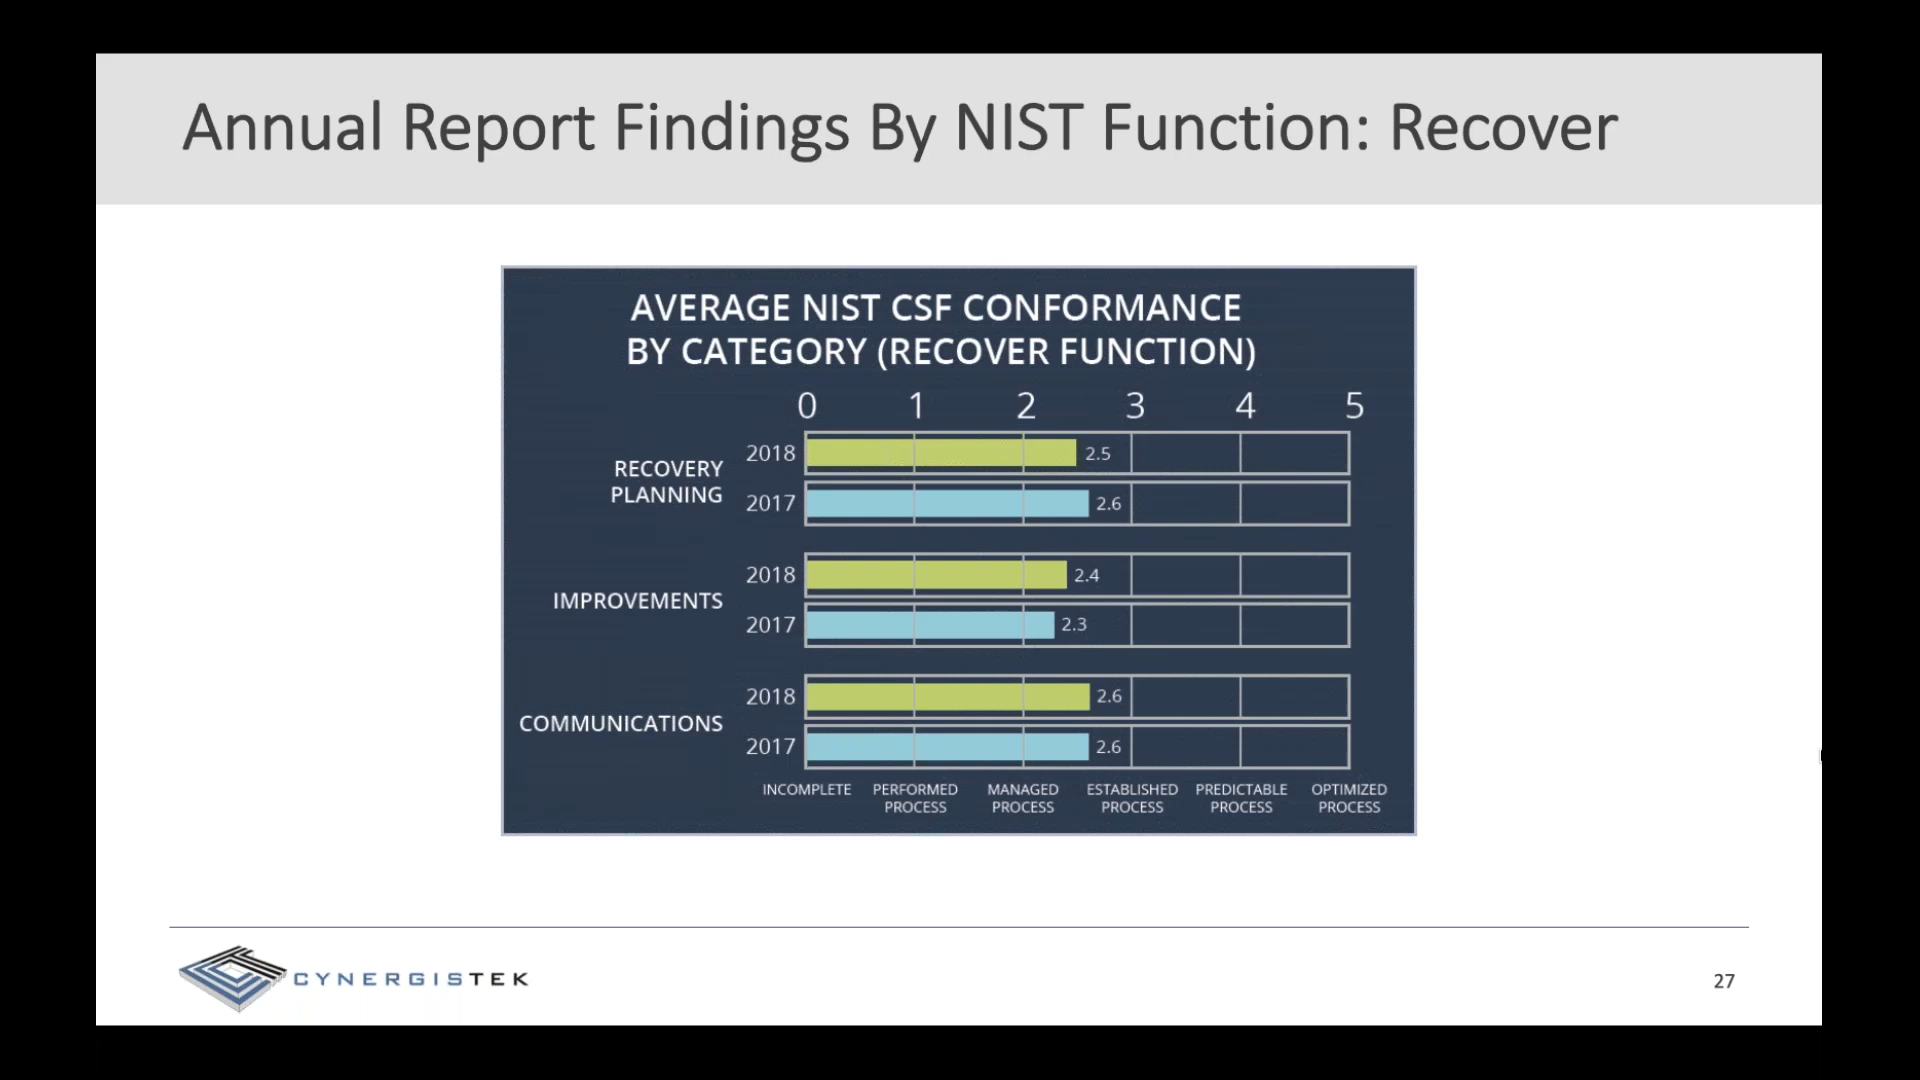 Annual Report Findings By NIST Function: Recover
AVERAGE NIST CSF CONFORMANCE
BY CATEGORY (RECOVER FUNCTION)
0 1 2 3 4 5
RECOVERY
PLANNING
2018 2.5
2017 2.6
IMPROVEMENTS
2018 2.4
2017 2.3
COMMUNICATIONS
2018 2.6
2017 2.6
INCOMPLETE
PERFORMED
PROCESS
MANAGED
PROCESS
ESTABLISHED
PROCESS
PREDICTABLE
PROCESS
OPTIMIZED
PROCESS
CYNERGISTEK
27